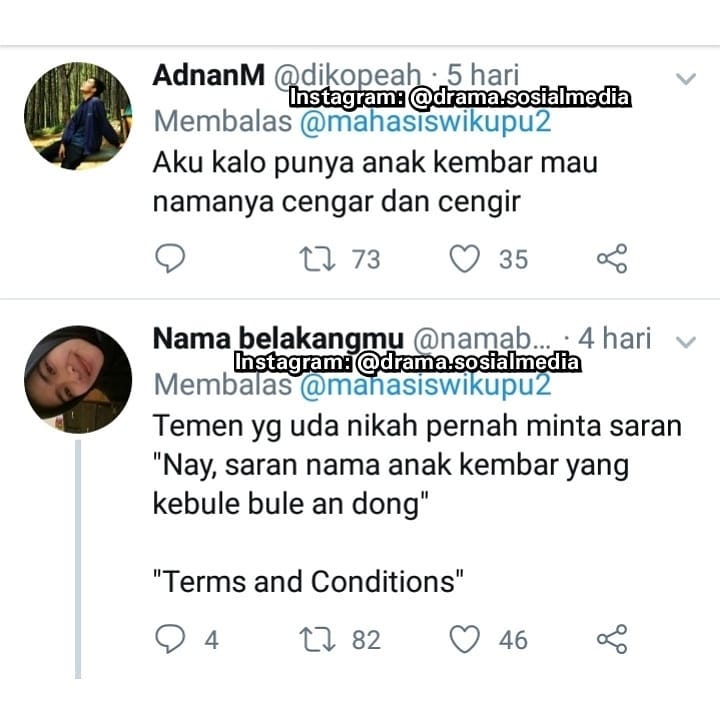 AdnanM @dikopeah · 5 hari
Instagram: @drama.sosialmedia
Membalas @mahasiswikupu2
Aku kalo punya anak kembar mau
namanya cengar dan cengir
73 35
Nama belakangmu @namab... · 4 hari
Instagram: @drama.sosialmedia
Membalas @mahasiswikupu2
Temen yg uda nikah pernah minta saran
"Nay, saran nama anak kembar yang
kebule bule an dong"
"Terms and Conditions"
4 82 46